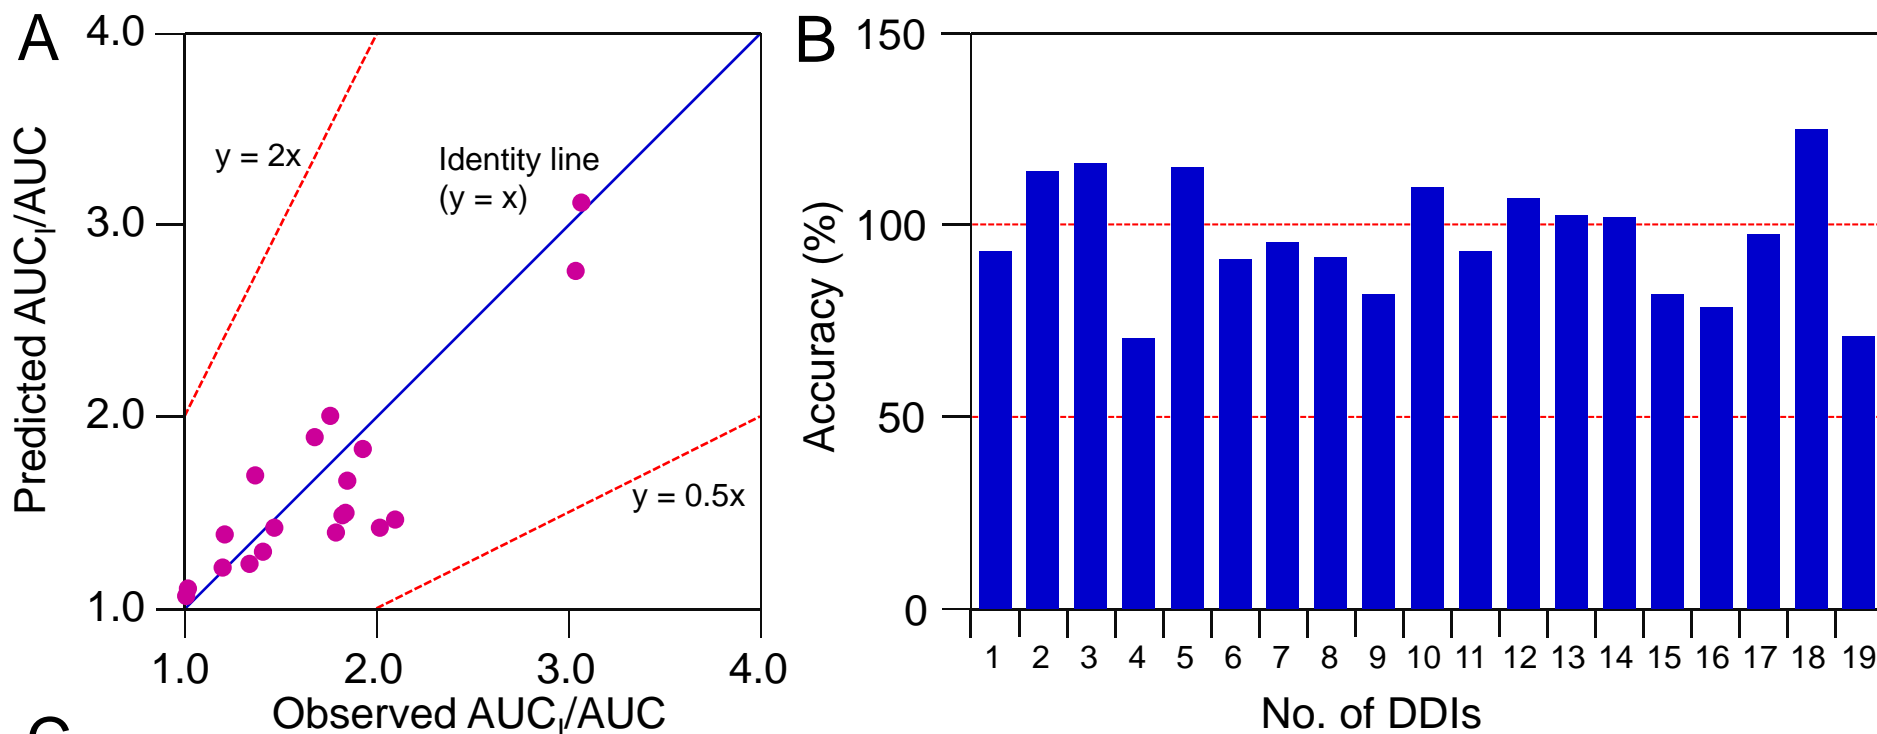 A
4.0
3.0
2.0
1.0
1.0 2.0 3.0 4.0
Predicted AUCI/AUC
Observed AUCI/AUC
y = 2x
Identity line
(y = x)
y = 0.5x
B
150
100
50
0
Accuracy (%)
1 2 3 4 5 6 7 8 9 10 11 12 13 14 15 16 17 18 19
No. of DDIs